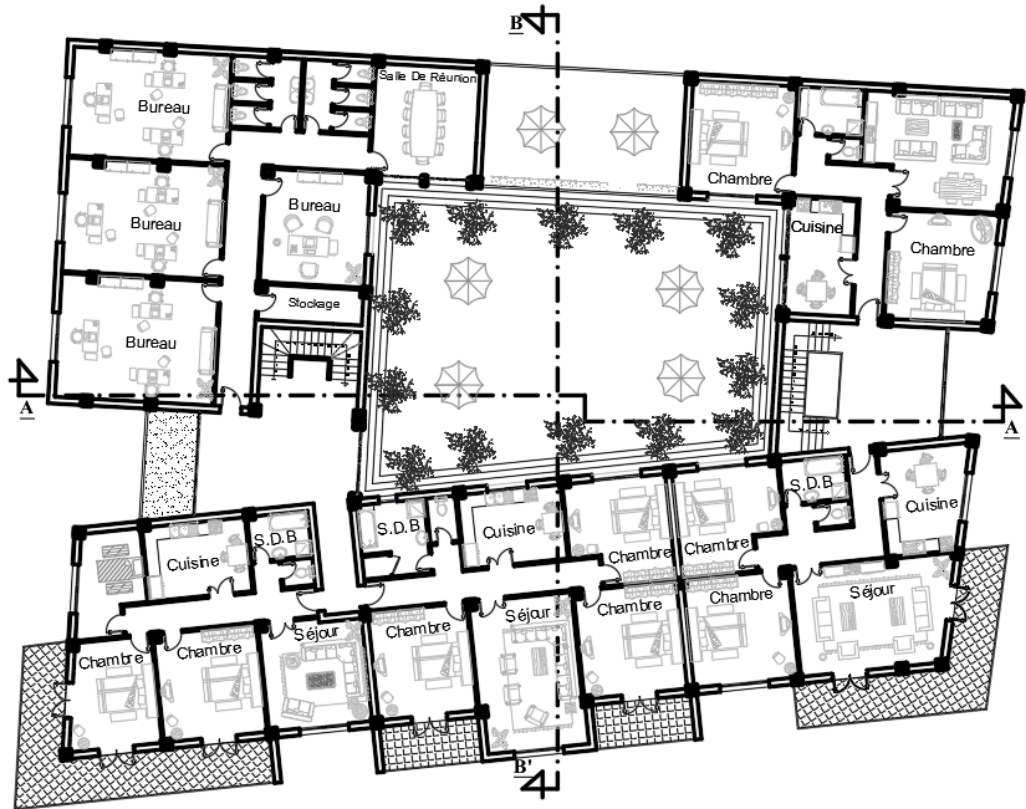 B
Salle De Réunion
Bureau
Chambre
Bureau
Bureau
Cuisine
Chambre
Stockage
Bureau
A
A
S.D.B
Cuisine
S.D.B
Cuisine
S.D.B
Cuisine
Chambre
Chambre
Chambre
Chambre
Séjour
Séjour
Séjour
Chambre
Chambre
Chambre
B'